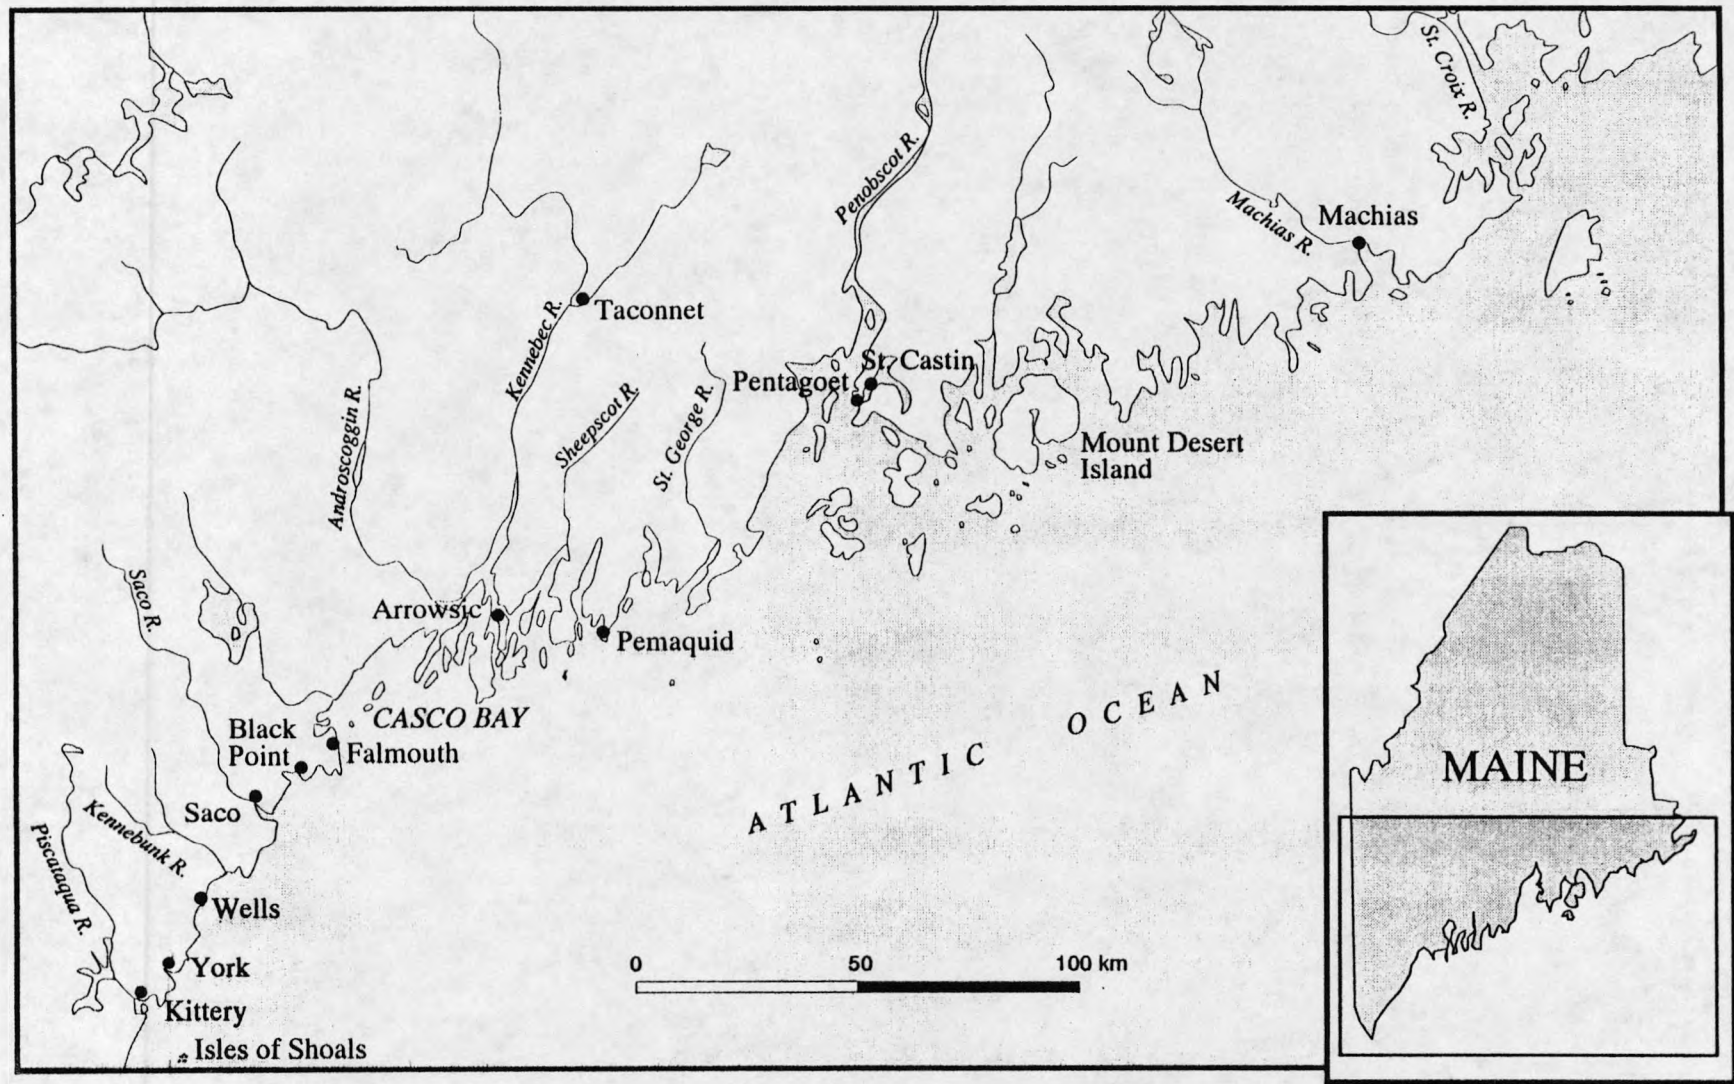 St. Croix R.
Penobscot R.
Machias R.
Machias
Taconnet
Kennebec R.
St. Castin
Pentagoet
Androscoggin R.
Sheepscot R.
St. George R.
Mount Desert
Island
Saco R.
Arrowsic
Pemaquid
CASCO BAY
Black
Point
Falmouth
ATLANTIC OCEAN
MAINE
Saco
Kennebunk R.
Piscataqua R.
Wells
York
0 50 100 km
Kittery
Isles of Shoals